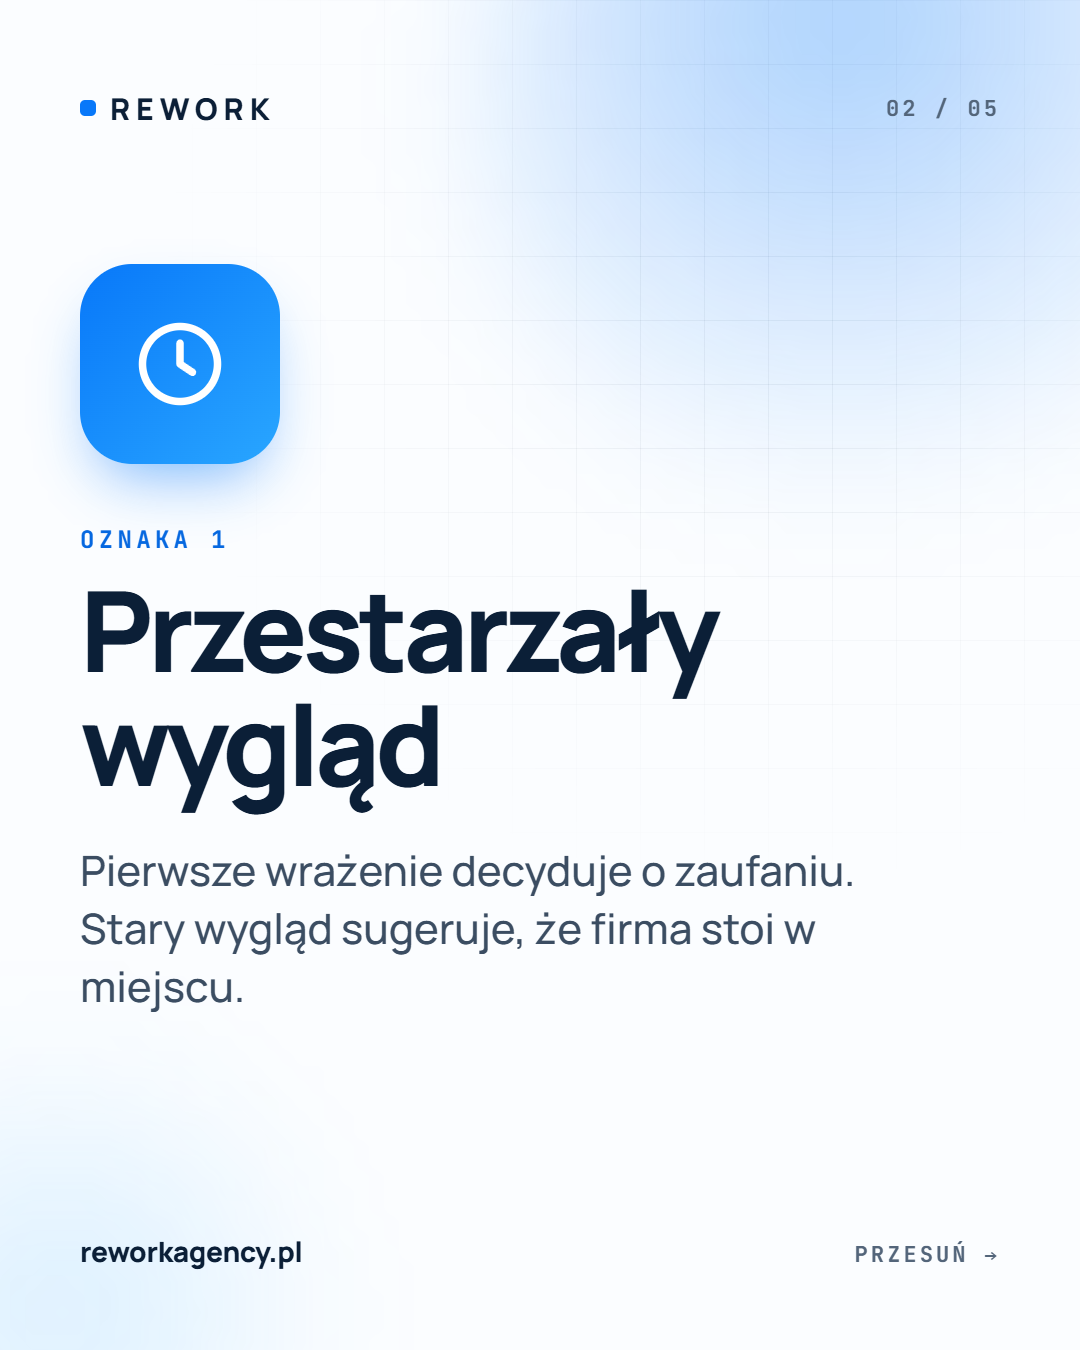 REWORK
02 / 05
OZNAKA 1
Przestarzały
wygląd
Pierwsze wrażenie decyduje o zaufaniu.
Stary wygląd sugeruje, że firma stoi w
miejscu.
reworkagency.pl
PRZESUŃ →